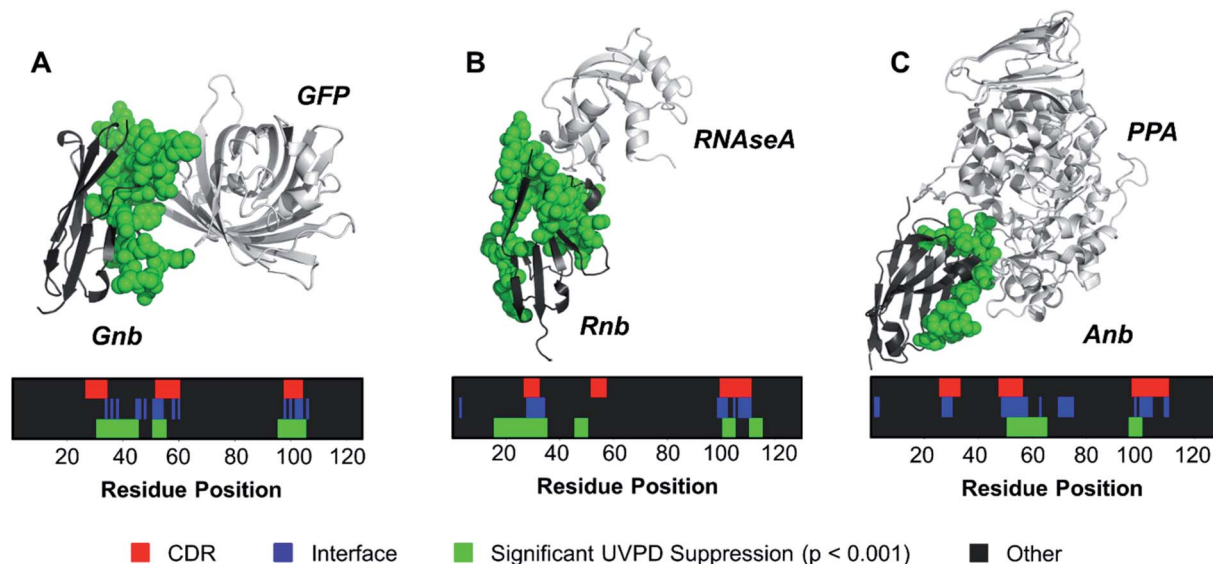 A
GFP
Gnb
B
RNAseA
Rnb
C
PPA
Anb
20 40 60 80 100 120
Residue Position
20 40 60 80 100 120
Residue Position
20 40 60 80 100 120
Residue Position
CDR Interface Significant UVPD Suppression (p < 0.001) Other